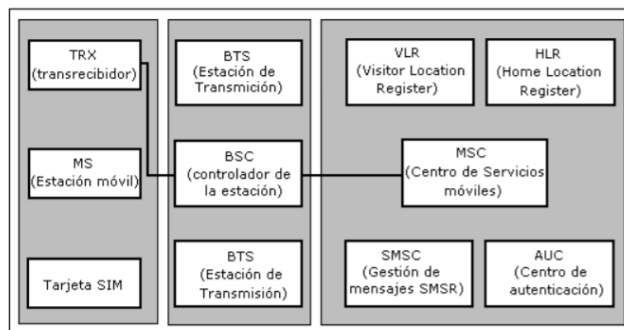 TRX
(transrecibidor)
MS
(Estación móvil)
Tarjeta SIM
BTS
(Estación de
Transmición)
BSC
(controlador de
la estación)
BTS
(Estación de
Transmisión)
VLR
(Visitor Location
Register)
HLR
(Home Location
Register)
MSC
(Centro de Servicios
móviles)
SMSC
(Gestión de
mensajes SMSR)
AUC
(Centro de
autenticación)